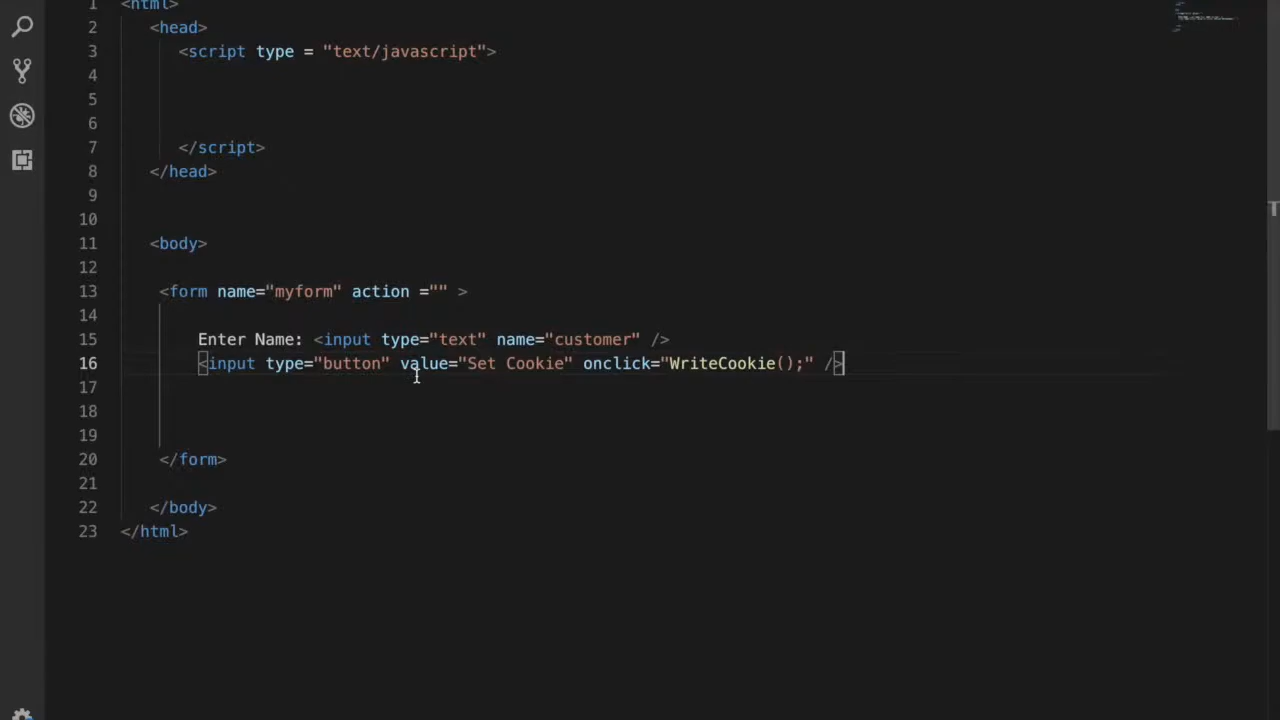 1 <html>
2 <head>
3 <script type = "text/javascript">
4
5
6
7 </script>
8 </head>
9
10
11 <body>
12
13 <form name="myform" action ="" >
14
15 Enter Name: <input type="text" name="customer" />
16 <input type="button" value="Set Cookie" onclick="WriteCookie();" />
17
18
19
20 </form>
21
22 </body>
23 </html>